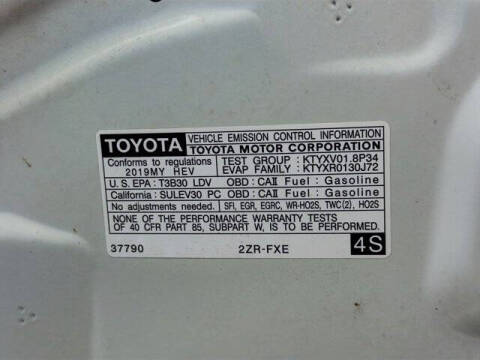 TOYOTA VEHICLE EMISSION CONTROL INFORMATION
TOYOTA MOTOR CORPORATION
Conforms to regulations TEST GROUP : KTYXV01.8P34
2019MY HEV EVAP FAMILY : KTYXR0130J72
U.S. EPA : T3B30 LDV OBD : CAII Fuel : Gasoline
California : SULEV30 PC OBD : CAII Fuel : Gasoline
No adjustments needed. SFI, EGR, EGRC, WR-HO2S, TWC (2), HO2S
NONE OF THE PERFORMANCE WARRANTY TESTS
OF 40 CFR PART 85, SUBPART W, IS TO BE PERFORMED.
37790 2ZR-FXE 4S